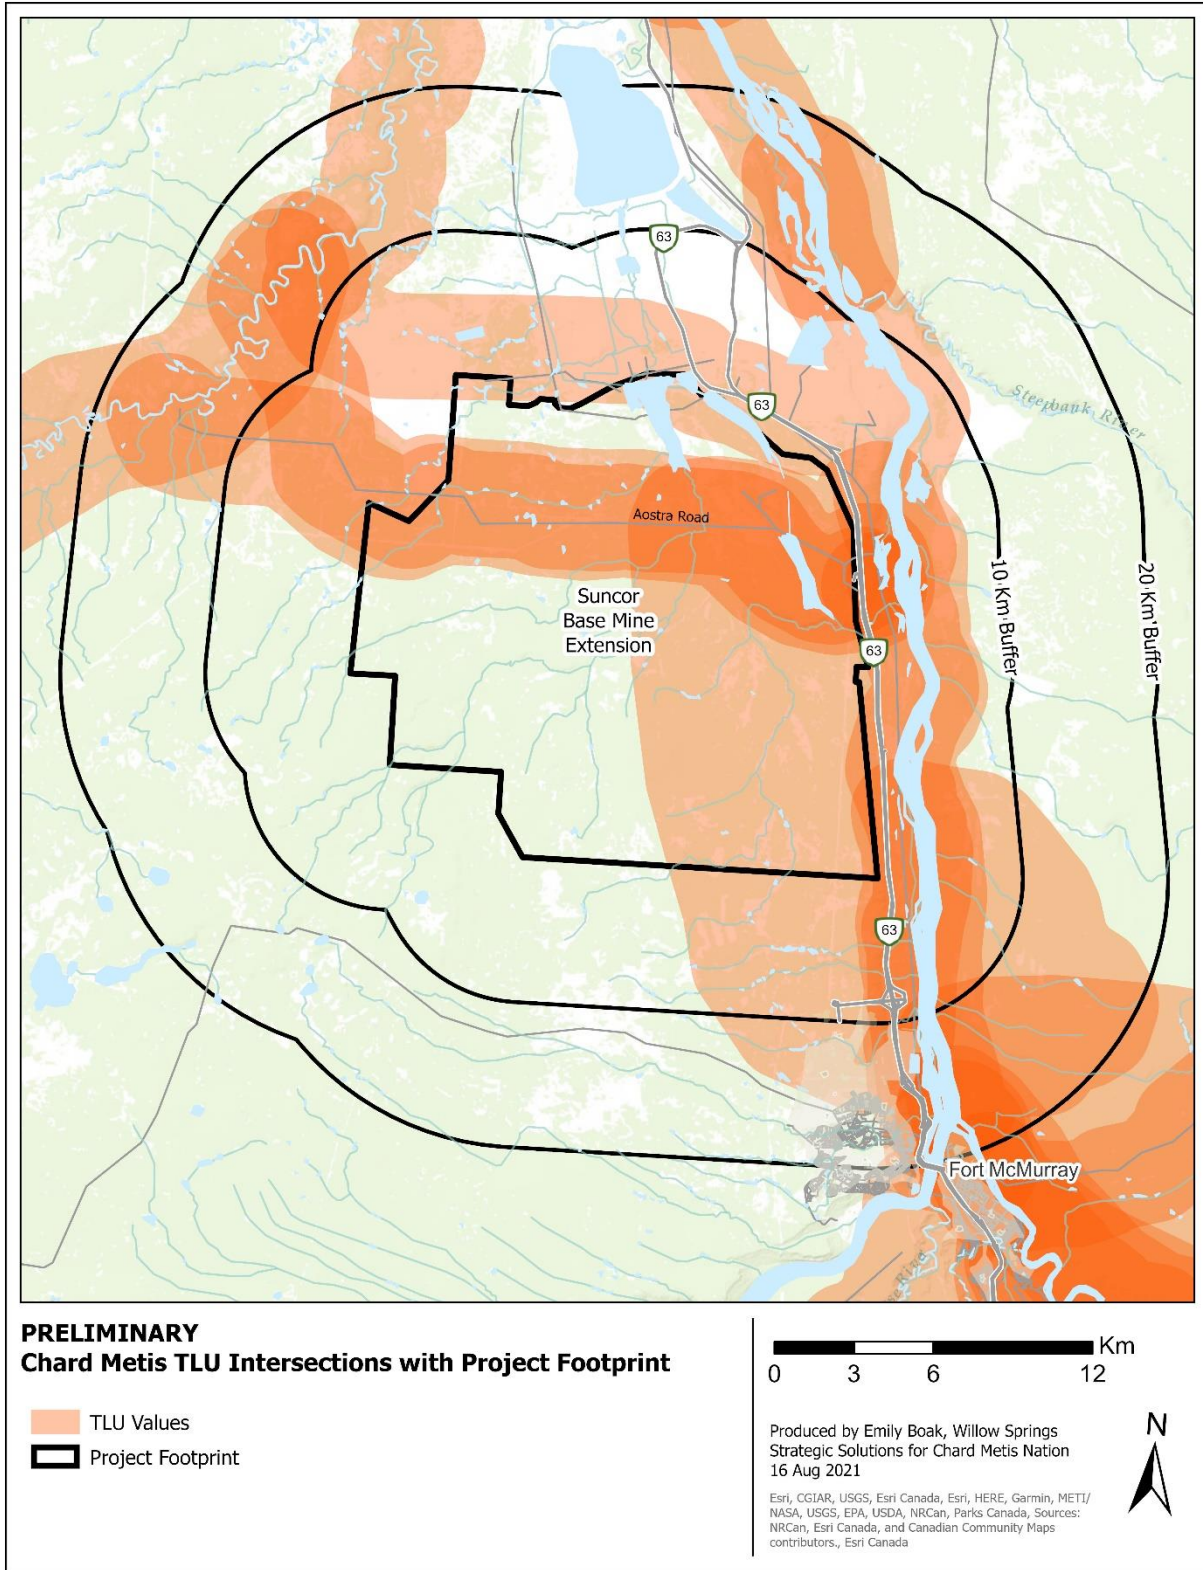 63
63
Steepbank River
Aostra Road
Suncor
Base Mine
Extension
63
10 Km Buffer
20 Km Buffer
63
Fort McMurray
PRELIMINARY
Chard Metis TLU Intersections with Project Footprint
TLU Values
Project Footprint
Km
0 3 6 12
Produced by Emily Boak, Willow Springs
Strategic Solutions for Chard Metis Nation
16 Aug 2021
N
Esri, CGIAR, USGS, Esri Canada, Esri, HERE, Garmin, METI/
NASA, USGS, EPA, USDA, NRCan, Parks Canada, Sources:
NRCan, Esri Canada, and Canadian Community Maps
contributors., Esri Canada